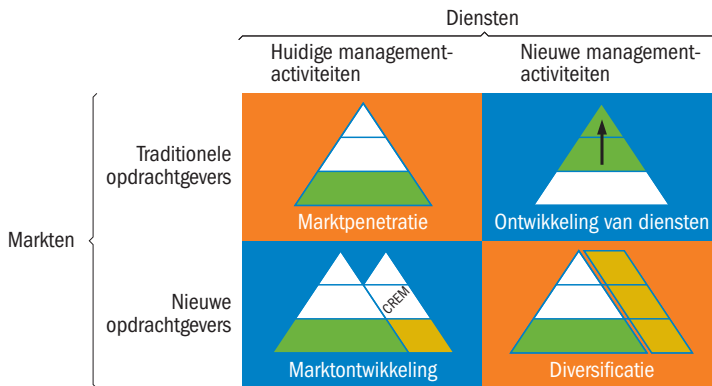 Diensten
Huidige management-
activiteiten
Nieuwe management-
activiteiten
Traditionele
opdrachtgevers
Marktpenetratie
Ontwikkeling van diensten
Markten
Nieuwe
opdrachtgevers
CREM
Marktontwikkeling
Diversificatie